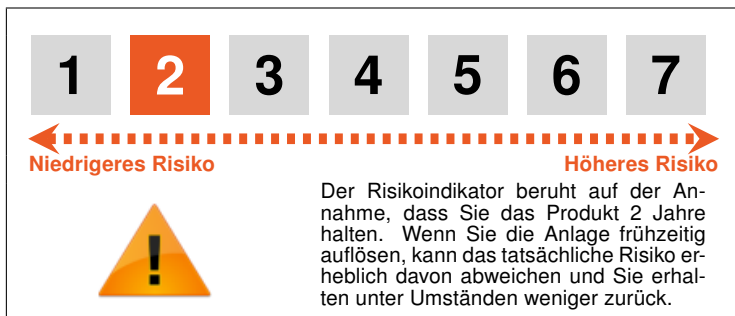 1 2 3 4 5 6 7
Niedrigeres Risiko Höheres Risiko
!
Der Risikoindikator beruht auf der An-
nahme, dass Sie das Produkt 2 Jahre
halten. Wenn Sie die Anlage frühzeitig
auflösen, kann das tatsächliche Risiko er-
heblich davon abweichen und Sie erhal-
ten unter Umständen weniger zurück.